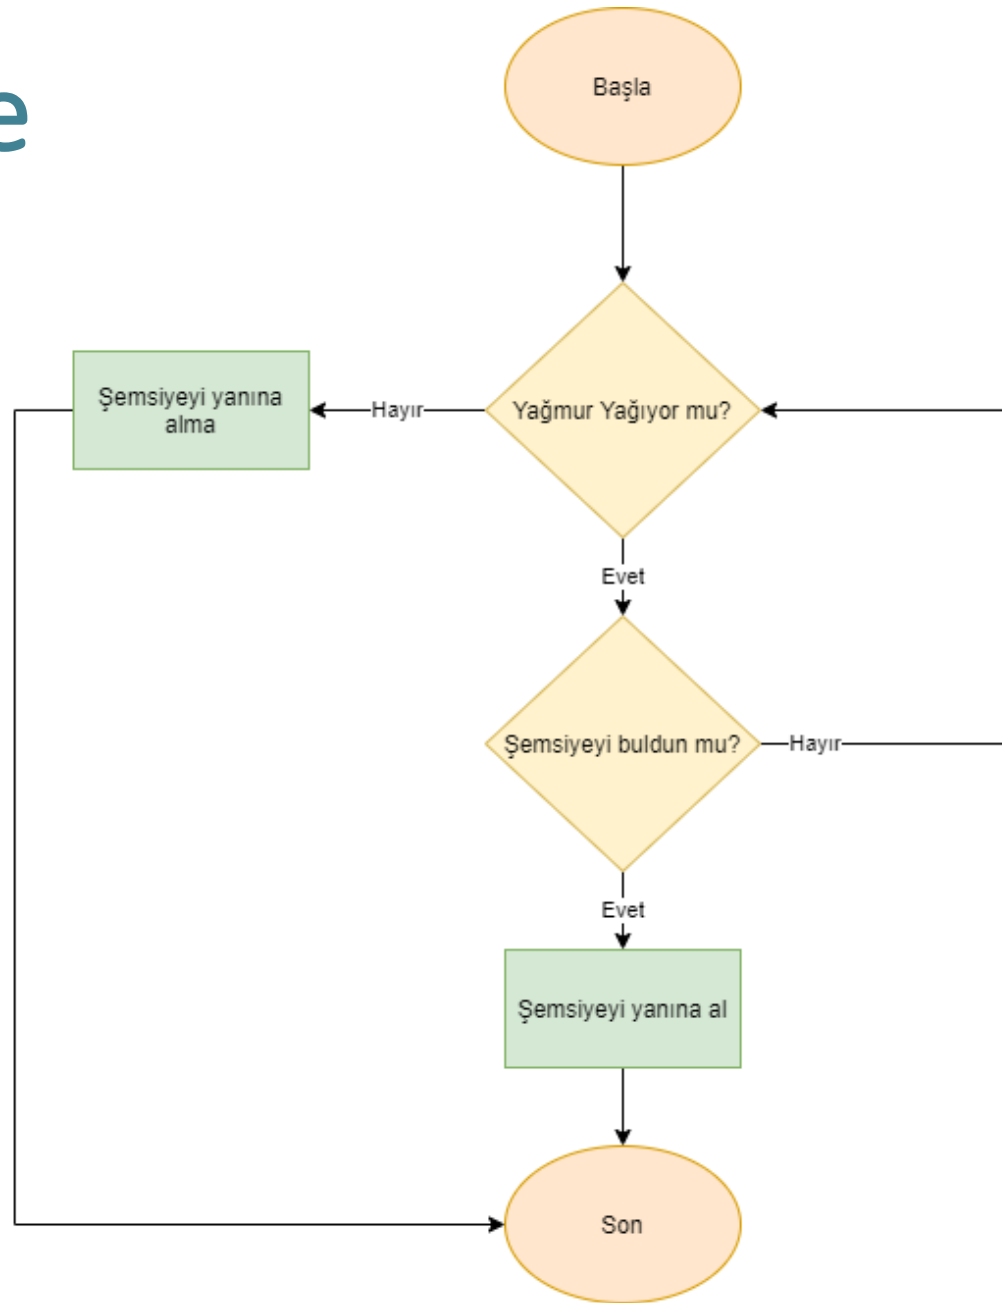 e
Başla
Yağmur Yağıyor mu?
Hayır
Şemsiyeyi yanına
alma
Evet
Şemsiyeyi buldun mu?
Hayır
Evet
Şemsiyeyi yanına al
Son